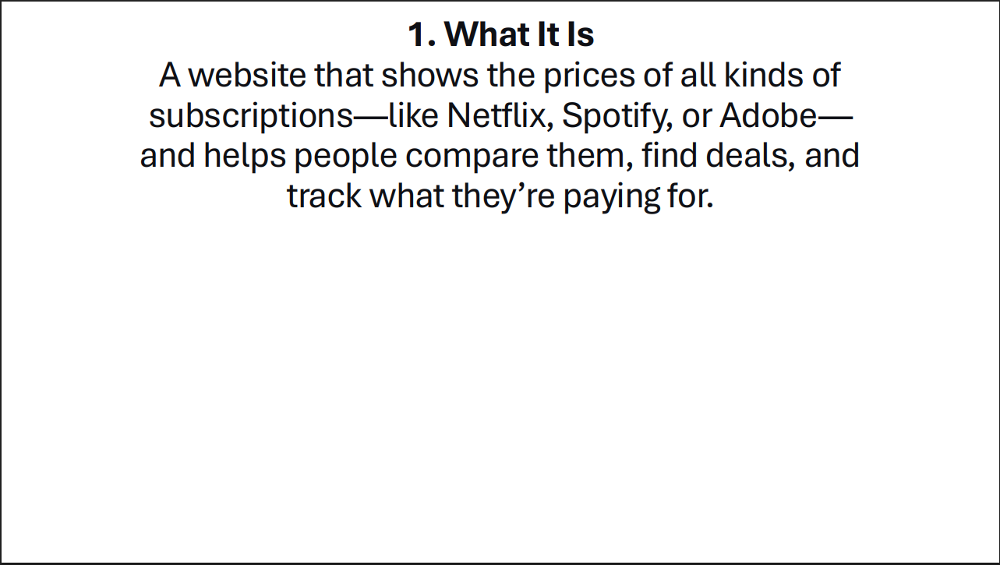 1. What It Is
A website that shows the prices of all kinds of
subscriptions—like Netflix, Spotify, or Adobe—
and helps people compare them, find deals, and
track what they’re paying for.